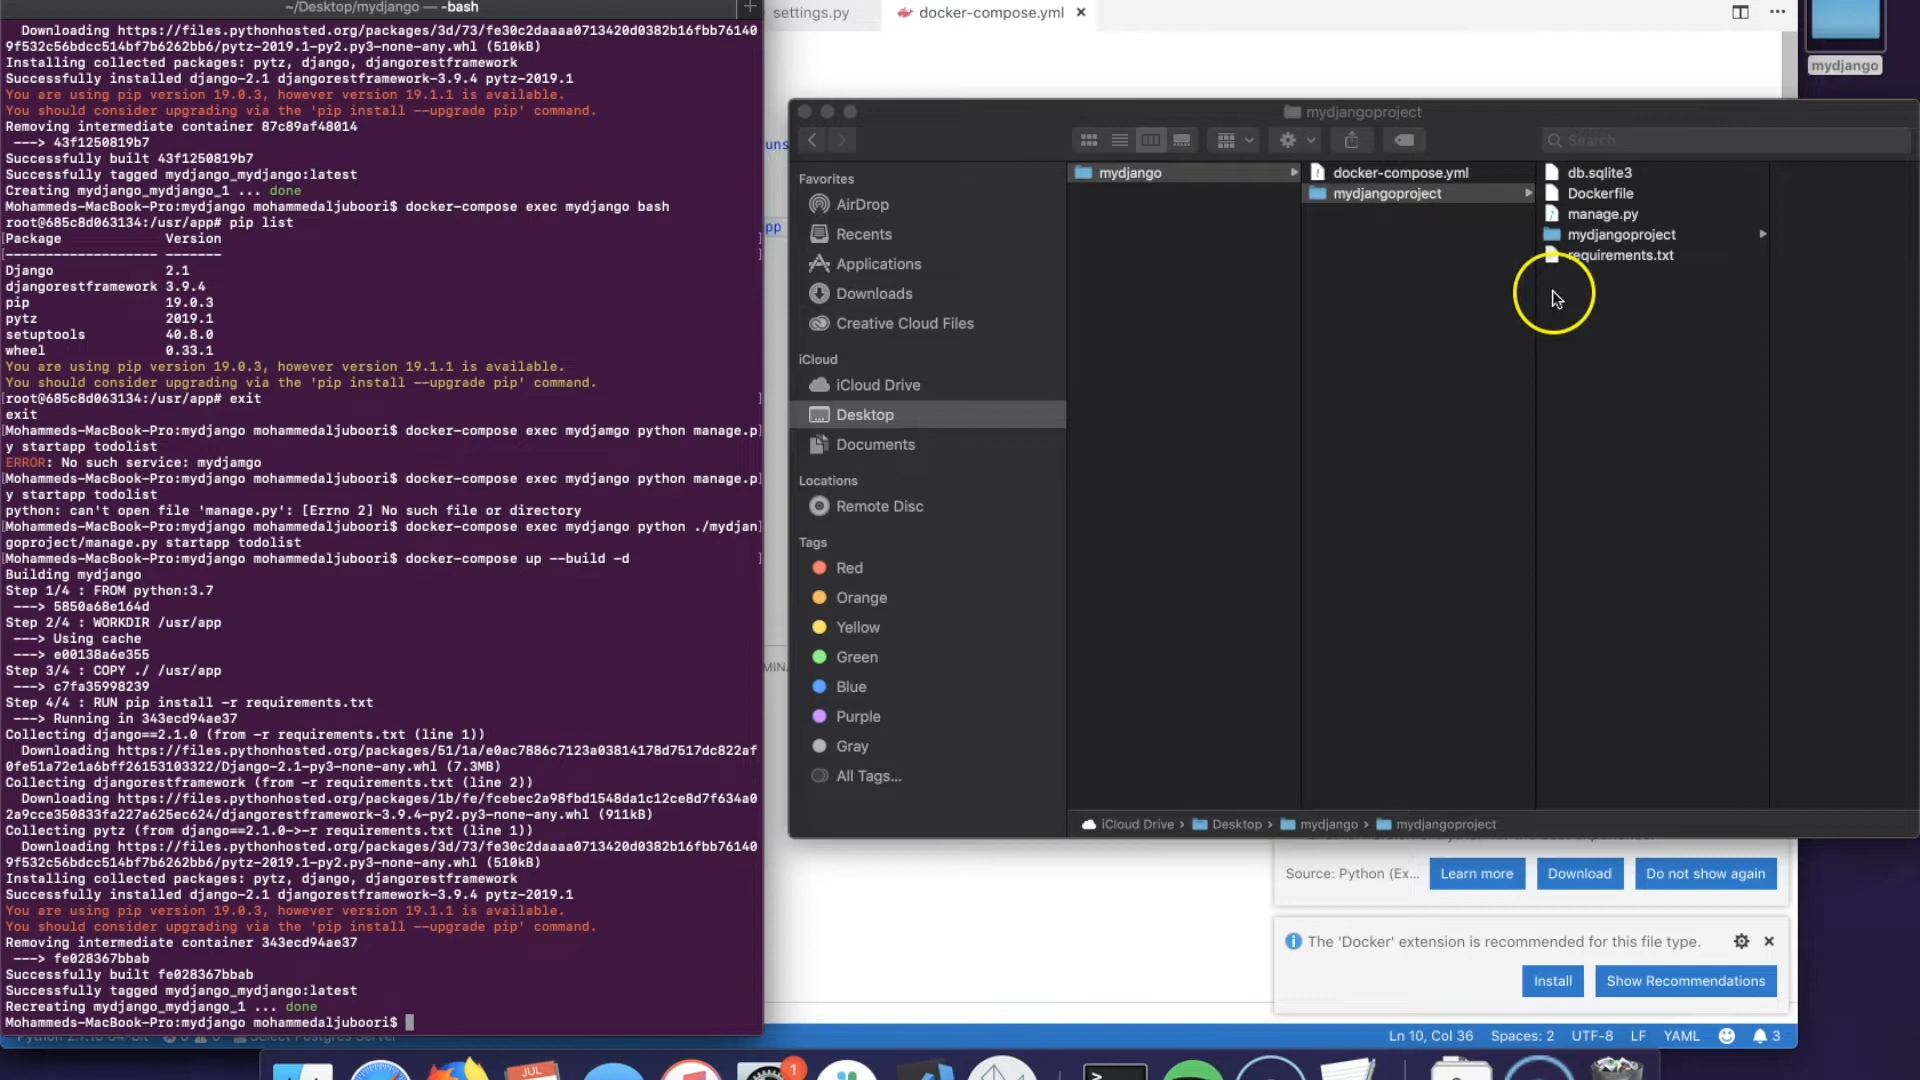 ~/Desktop/mydjango — -bash
Downloading https://files.pythonhosted.org/packages/3d/73/fe30c2daaaa0713420d0382b16fbb76140
9f532c56bdcc514bf7b6262bb6/pytz-2019.1-py2.py3-none-any.whl (510kB)
Installing collected packages: pytz, django, djangorestframework
Successfully installed django-2.1 djangorestframework-3.9.4 pytz-2019.1
You are using pip version 19.0.3, however version 19.1.1 is available.
You should consider upgrading via the 'pip install --upgrade pip' command.
Removing intermediate container 87c89af48014
---> 43f1250819b7
Successfully built 43f1250819b7
Successfully tagged mydjango_mydjango:latest
Creating mydjango_mydjango_1 ... done
Mohammeds-MacBook-Pro:mydjango mohammedaljuboori$ docker-compose exec mydjango bash
root@685c8d063134:/usr/app# pip list
[Package Version ]
[------------------- ------- ]
Django 2.1
djangorestframework 3.9.4
pip 19.0.3
pytz 2019.1
setuptools 40.8.0
wheel 0.33.1
You are using pip version 19.0.3, however version 19.1.1 is available.
You should consider upgrading via the 'pip install --upgrade pip' command.
[root@685c8d063134:/usr/app# exit ]
exit
[Mohammeds-MacBook-Pro:mydjango mohammedaljuboori$ docker-compose exec mydjamgo python manage.p]
y startapp todolist
ERROR: No such service: mydjamgo
[Mohammeds-MacBook-Pro:mydjango mohammedaljuboori$ docker-compose exec mydjango python manage.p]
y startapp todolist
python: can't open file 'manage.py': [Errno 2] No such file or directory
[Mohammeds-MacBook-Pro:mydjango mohammedaljuboori$ docker-compose exec mydjango python ./mydjan]
goproject/manage.py startapp todolist
[Mohammeds-MacBook-Pro:mydjango mohammedaljuboori$ docker-compose up --build -d ]
Building mydjango
Step 1/4 : FROM python:3.7
---> 5850a68e164d
Step 2/4 : WORKDIR /usr/app
---> Using cache
---> e00138a6e355
Step 3/4 : COPY ./ /usr/app
---> c7fa35998239
Step 4/4 : RUN pip install -r requirements.txt
---> Running in 343ecd94ae37
Collecting django==2.1.0 (from -r requirements.txt (line 1))
Downloading https://files.pythonhosted.org/packages/51/1a/e0ac7886c7123a03814178d7517dc822af
0fe51a72e1a6bff26153103322/Django-2.1-py3-none-any.whl (7.3MB)
Collecting djangorestframework (from -r requirements.txt (line 2))
Downloading https://files.pythonhosted.org/packages/1b/fe/fcebec2a98fbd1548da1c12ce8d7f634a0
2a9cce350833fa227a625ec624/djangorestframework-3.9.4-py2.py3-none-any.whl (911kB)
Collecting pytz (from django==2.1.0->-r requirements.txt (line 1))
Downloading https://files.pythonhosted.org/packages/3d/73/fe30c2daaaa0713420d0382b16fbb76140
9f532c56bdcc514bf7b6262bb6/pytz-2019.1-py2.py3-none-any.whl (510kB)
Installing collected packages: pytz, django, djangorestframework
Successfully installed django-2.1 djangorestframework-3.9.4 pytz-2019.1
You are using pip version 19.0.3, however version 19.1.1 is available.
You should consider upgrading via the 'pip install --upgrade pip' command.
Removing intermediate container 343ecd94ae37
---> fe028367bbab
Successfully built fe028367bbab
Successfully tagged mydjango_mydjango:latest
Recreating mydjango_mydjango_1 ... done
Mohammeds-MacBook-Pro:mydjango mohammedaljuboori$
settings.py
docker-compose.yml
mydjango
uns
pp
MINA
mydjangoproject
Search
Favorites
AirDrop
Recents
Applications
Downloads
Creative Cloud Files
iCloud
iCloud Drive
Desktop
Documents
Locations
Remote Disc
Tags
Red
Orange
Yellow
Green
Blue
Purple
Gray
All Tags...
mydjango
docker-compose.yml
mydjangoproject
db.sqlite3
Dockerfile
manage.py
mydjangoproject
requirements.txt
iCloud Drive › Desktop › mydjango › mydjangoproject
Source: Python (Ex...
Learn more
Download
Do not show again
The 'Docker' extension is recommended for this file type.
Install
Show Recommendations
Select Postgres Server
Ln 10, Col 36
Spaces: 2
UTF-8
LF
YAML
3
JUL
1